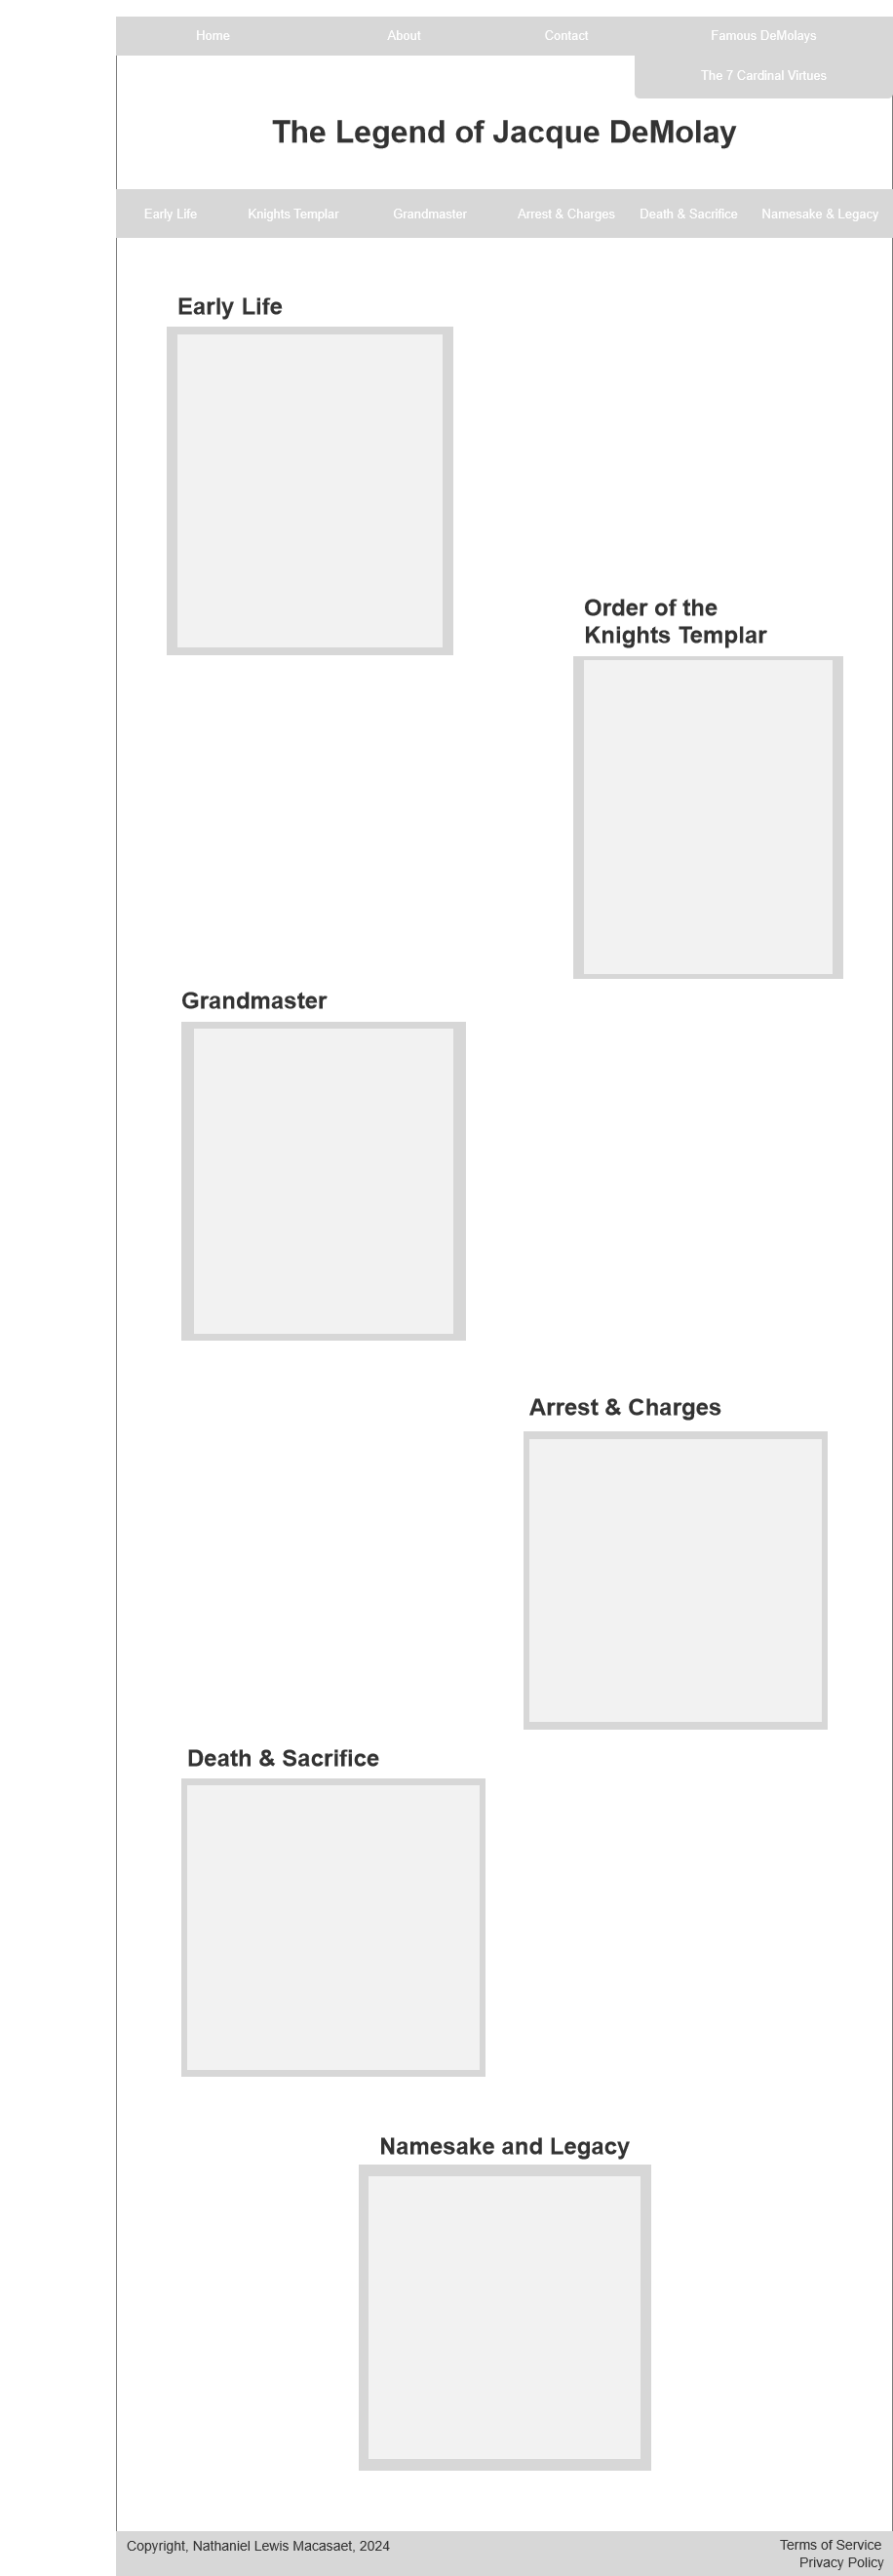 Home About Contact Famous DeMolays
The 7 Cardinal Virtues
The Legend of Jacque DeMolay
Early Life Knights Templar Grandmaster Arrest & Charges Death & Sacrifice Namesake & Legacy
Early Life
Order of the
Knights Templar
Grandmaster
Arrest & Charges
Death & Sacrifice
Namesake and Legacy
Copyright, Nathaniel Lewis Macasaet, 2024
Terms of Service
Privacy Policy